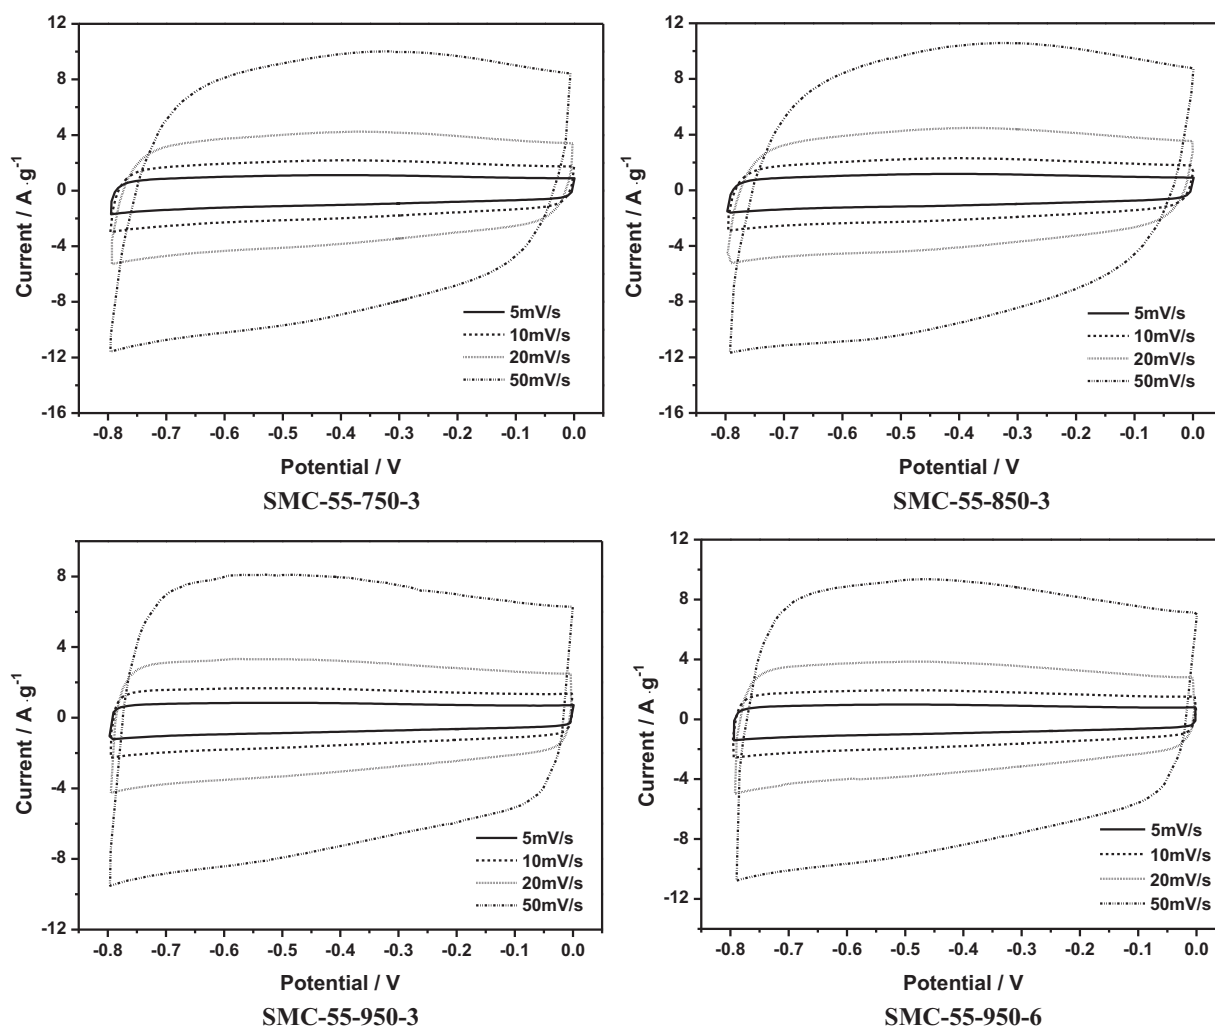 12
8
4
0
-4
-8
-12
-16
Current / A ·g⁻¹
5mV/s
10mV/s
20mV/s
50mV/s
-0.8 -0.7 -0.6 -0.5 -0.4 -0.3 -0.2 -0.1 0.0
Potential / V
SMC-55-750-3
12
8
4
0
-4
-8
-12
-16
Current / A ·g⁻¹
5mV/s
10mV/s
20mV/s
50mV/s
-0.8 -0.7 -0.6 -0.5 -0.4 -0.3 -0.2 -0.1 0.0
Potential / V
SMC-55-850-3
8
4
0
-4
-8
-12
Current / A ·g⁻¹
5mV/s
10mV/s
20mV/s
50mV/s
-0.8 -0.7 -0.6 -0.5 -0.4 -0.3 -0.2 -0.1 0.0
Potential / V
SMC-55-950-3
12
8
4
0
-4
-8
-12
Current / A ·g⁻¹
5mV/s
10mV/s
20mV/s
50mV/s
-0.8 -0.7 -0.6 -0.5 -0.4 -0.3 -0.2 -0.1 0.0
Potential / V
SMC-55-950-6